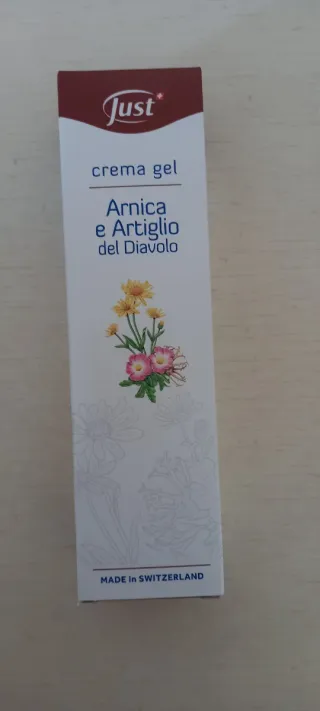 Just
crema gel
Arnica
e Artiglio
del Diavolo
MADE in SWITZERLAND